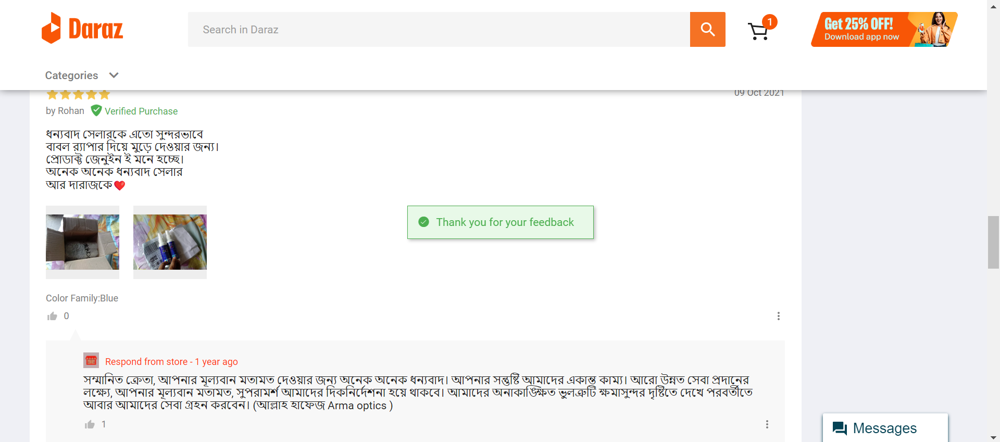 Daraz
Search in Daraz
1
Get 25% OFF!
Download app now
Categories
09 Oct 2021
by Rohan Verified Purchase
ধন্যবাদ সেলারকে এতো সুন্দরভাবে
বাবল র‍্যাপার দিয়ে মুড়ে দেওয়ার জন্য।
প্রোডাক্ট জেনুইন ই মনে হচ্ছে।
অনেক অনেক ধন্যবাদ সেলার
আর দারাজকে❤️
Thank you for your feedback
Color Family:Blue
0
Respond from store - 1 year ago
সম্মানিত ক্রেতা, আপনার মূল্যবান মতামত দেওয়ার জন্য অনেক অনেক ধন্যবাদ। আপনার সন্তুষ্টি আমাদের একান্ত কাম্য। আরো উন্নত সেবা প্রদানের
লক্ষ্যে, আপনার মূল্যবান মতামত, সুপরামর্শ আমাদের দিকনির্দেশনা হয়ে থাকবে। আমাদের অনাকাঙ্ক্ষিত ভুলত্রুটি ক্ষমাসুন্দর দৃষ্টিতে দেখে পরবর্তীতে
আবার আমাদের সেবা গ্রহন করবেন। (আল্লাহ হাফেজ Arma optics )
1
Messages